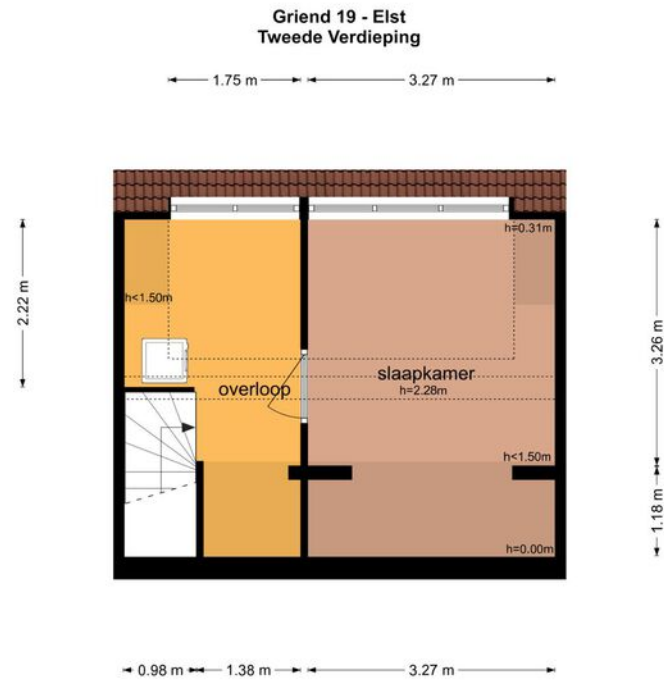 Griend 19 - Elst
Tweede Verdieping
1.75 m
3.27 m
h=0.31m
2.22 m
h<1.50m
3.26 m
overloop
slaapkamer
h=2.28m
h<1.50m
1.18 m
h=0.00m
0.98 m
1.38 m
3.27 m